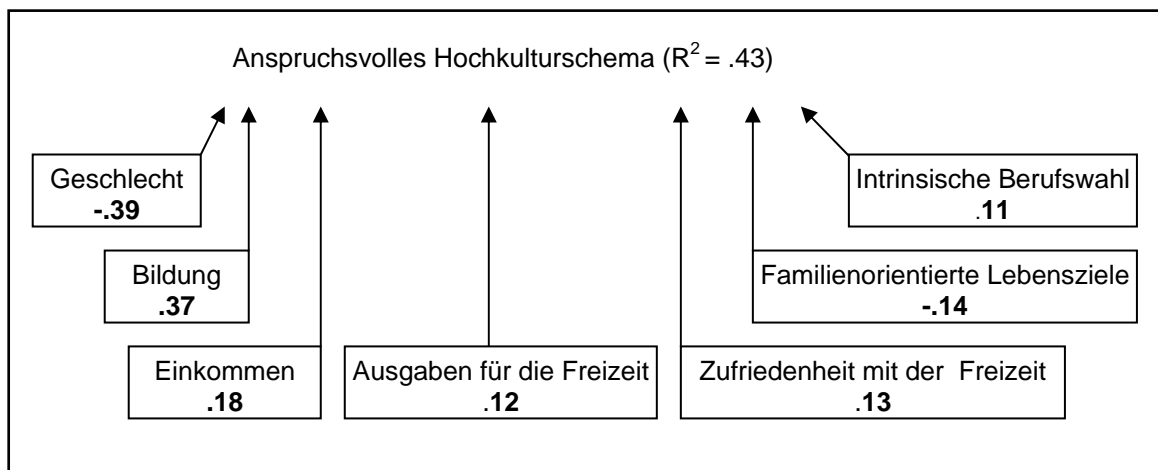 Anspruchsvolles Hochkulturschema (R² = .43)
Geschlecht
-.39
Intrinsische Berufswahl
.11
Bildung
.37
Familienorientierte Lebensziele
-.14
Einkommen
.18
Ausgaben für die Freizeit
.12
Zufriedenheit mit der Freizeit
.13